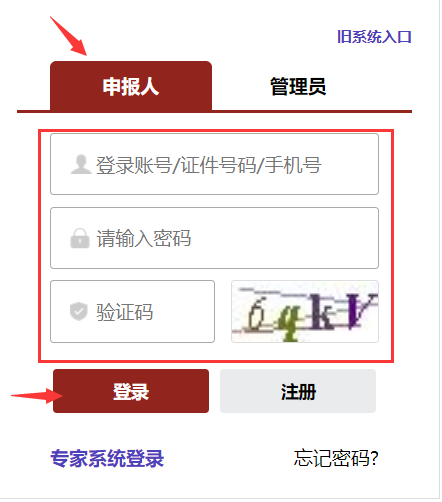 旧系统入口
申报人 管理员
登录账号/证件号码/手机号
请输入密码
验证码 6qkV
登录 注册
专家系统登录 忘记密码?